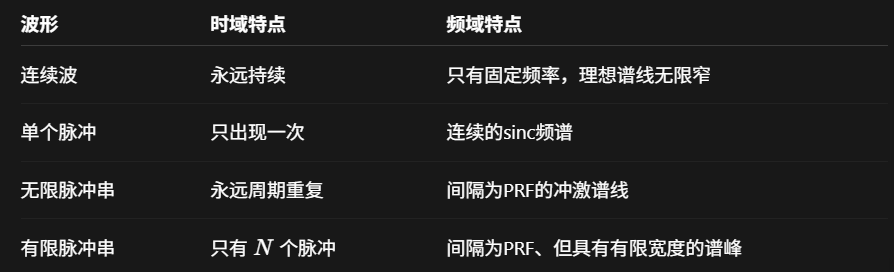 波形 时域特点 频域特点
连续波 永远持续 只有固定频率，理想谱线无限窄
单个脉冲 只出现一次 连续的sinc频谱
无限脉冲串 永远周期重复 间隔为PRF的冲激谱线
有限脉冲串 只有 N 个脉冲 间隔为PRF、但具有有限宽度的谱峰